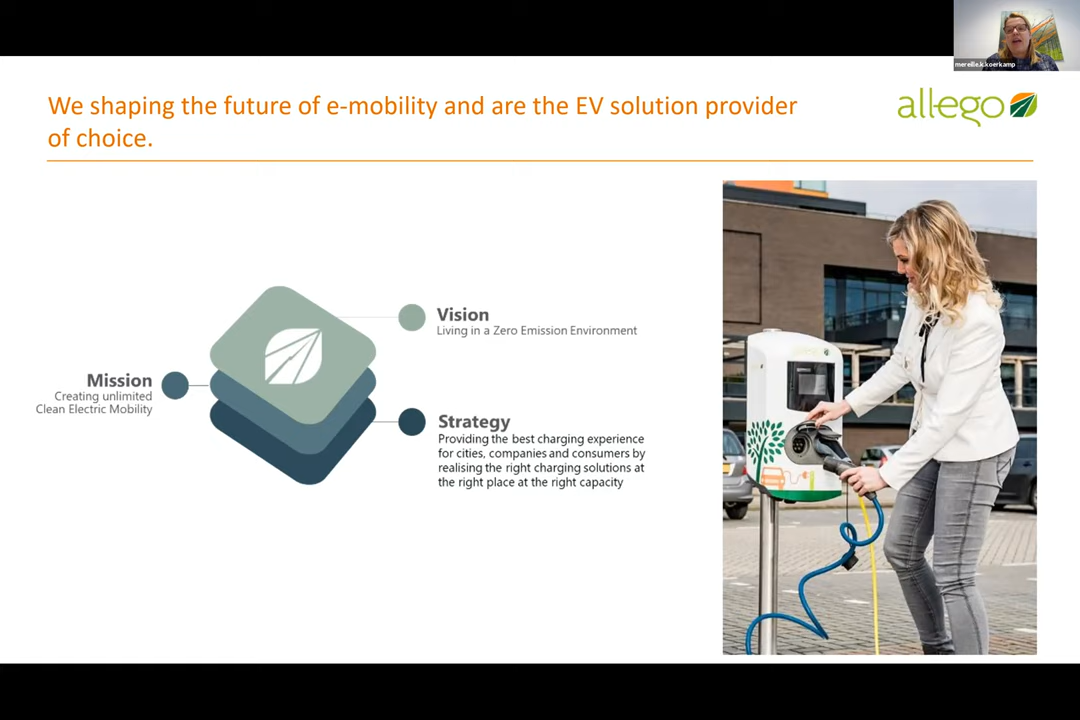 mereille.k.koerkamp
We shaping the future of e-mobility and are the EV solution provider
of choice.
allego
Vision
Living in a Zero Emission Environment
Mission
Creating unlimited
Clean Electric Mobility
Strategy
Providing the best charging experience
for cities, companies and consumers by
realising the right charging solutions at
the right place at the right capacity